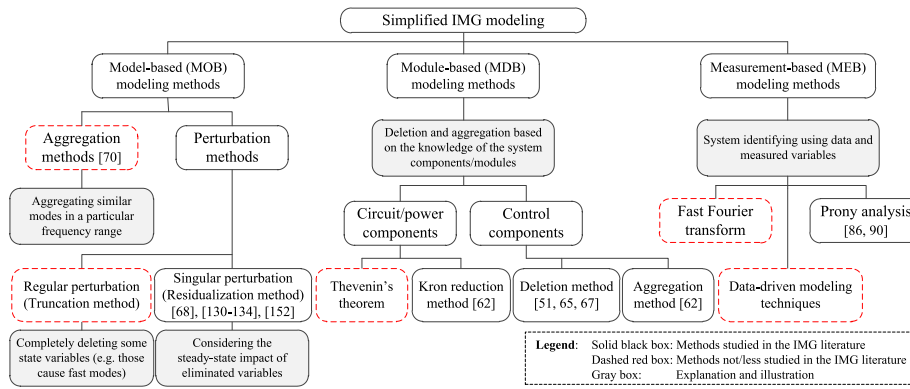 Simplified IMG modeling
Model-based (MOB)
modeling methods
Module-based (MDB)
modeling methods
Measurement-based (MEB)
modeling methods
Aggregation
methods [70]
Perturbation
methods
Deletion and aggregation based
on the knowledge of the system
components/modules
System identifying using data and
measured variables
Aggregating similar
modes in a particular
frequency range
Circuit/power
components
Control
components
Fast Fourier
transform
Prony analysis
[86, 90]
Regular perturbation
(Truncation method)
Singular perturbation
(Residualization method)
[68], [130-134], [152]
Thevenin's
theorem
Kron reduction
method [62]
Deletion method
[51, 65, 67]
Aggregation
method [62]
Data-driven modeling
techniques
Completely deleting some
state variables (e.g. those
cause fast modes)
Considering the
steady-state impact of
eliminated variables
Legend: Solid black box: Methods studied in the IMG literature
Dashed red box: Methods not/less studied in the IMG literature
Gray box: Explanation and illustration